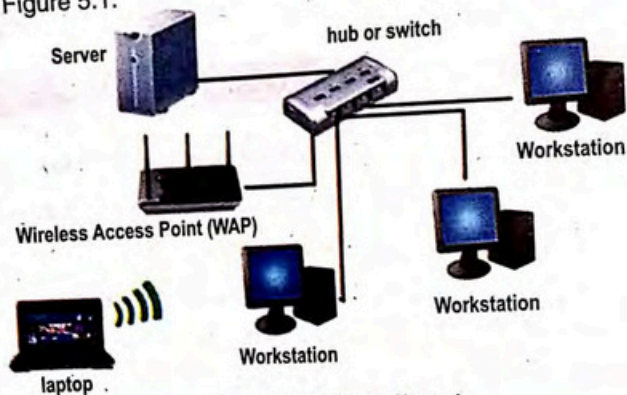 Figure 5.1.
Server
hub or switch
Workstation
Wireless Access Point (WAP)
Workstation
Workstation
laptop